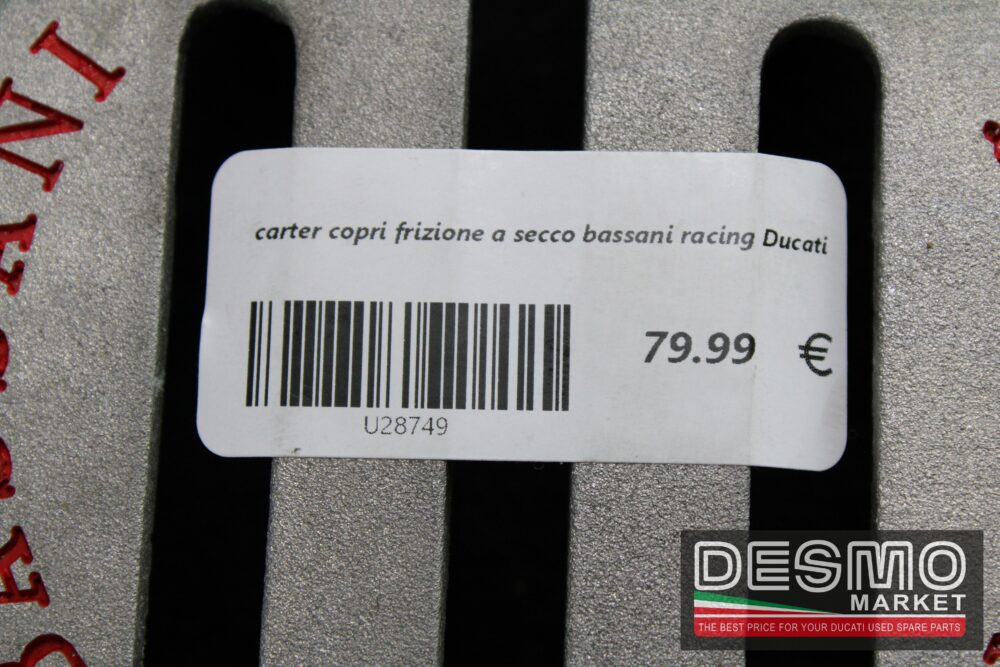 carter copri frizione a secco bassani racing Ducati
79.99 €
U28749
BASSANI
DESMO
MARKET
THE BEST PRICE FOR YOUR DUCATI USED SPARE PARTS